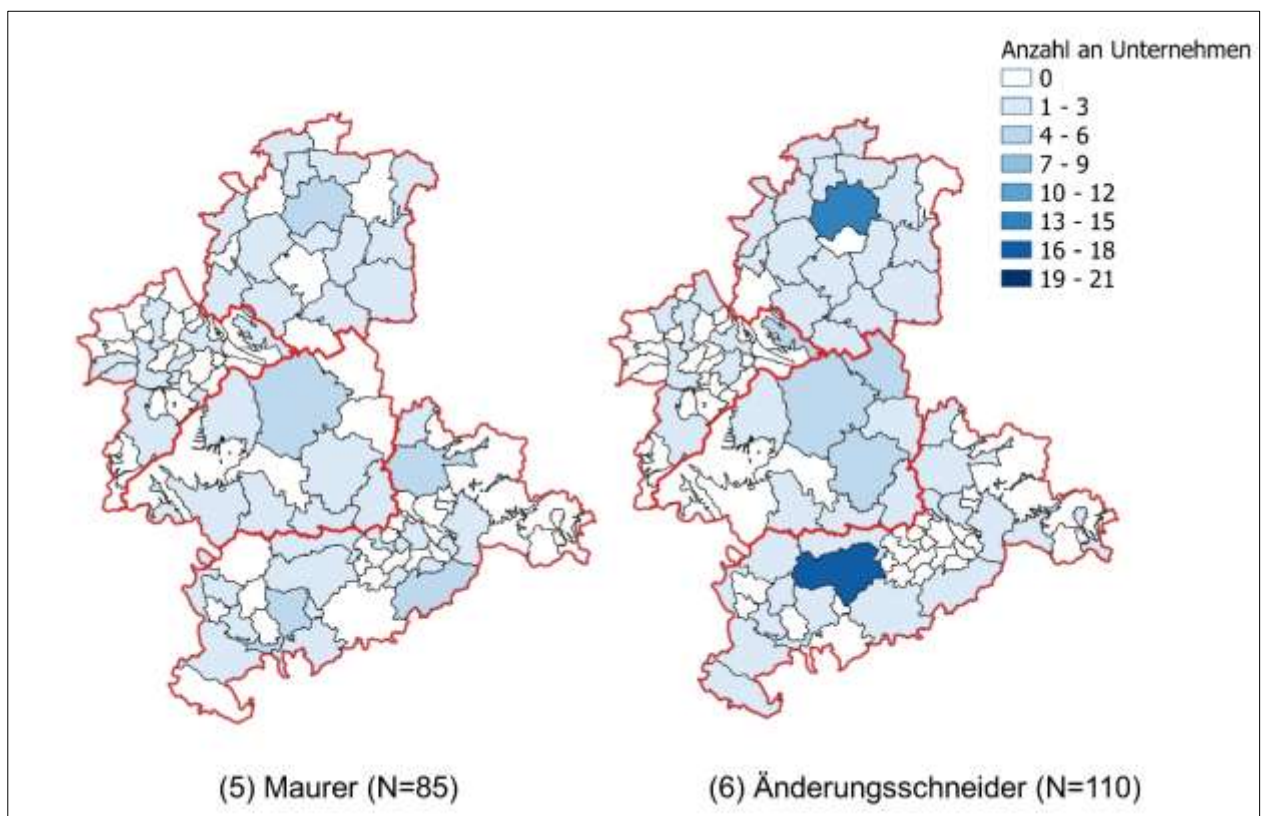 Anzahl an Unternehmen
0
1 - 3
4 - 6
7 - 9
10 - 12
13 - 15
16 - 18
19 - 21
(5) Maurer (N=85)
(6) Änderungsschneider (N=110)